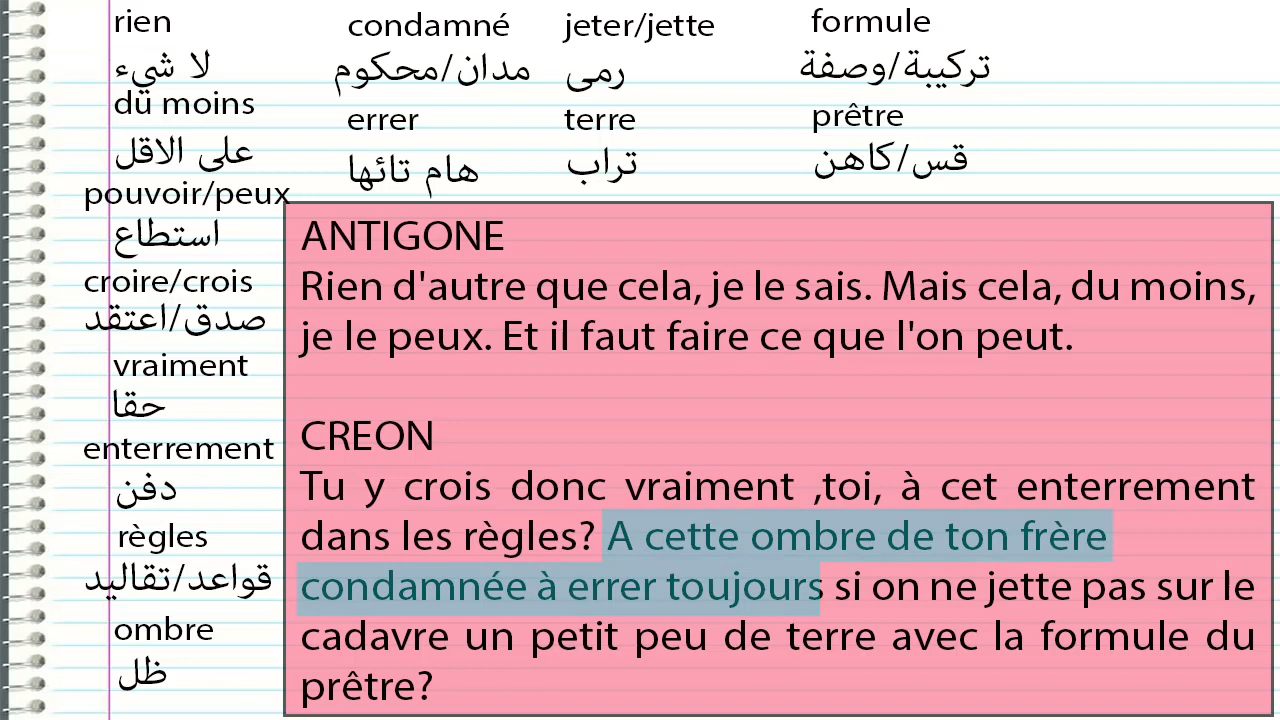 rien
لا شيء
du moins
على الاقل
pouvoir/peux
استطاع
croire/crois
صدق/اعتقد
vraiment
حقا
enterrement
دفن
règles
قواعد/تقاليد
ombre
ظل
condamné
مدان/محكوم
errer
هام تائها
jeter/jette
رمى
terre
تراب
formule
تركيبة/وصفة
prêtre
قس/كاهن
ANTIGONE
Rien d'autre que cela, je le sais. Mais cela, du moins,
je le peux. Et il faut faire ce que l'on peut.
CREON
Tu y crois donc vraiment ,toi, à cet enterrement
dans les règles? A cette ombre de ton frère
condamnée à errer toujours si on ne jette pas sur le
cadavre un petit peu de terre avec la formule du
prêtre?